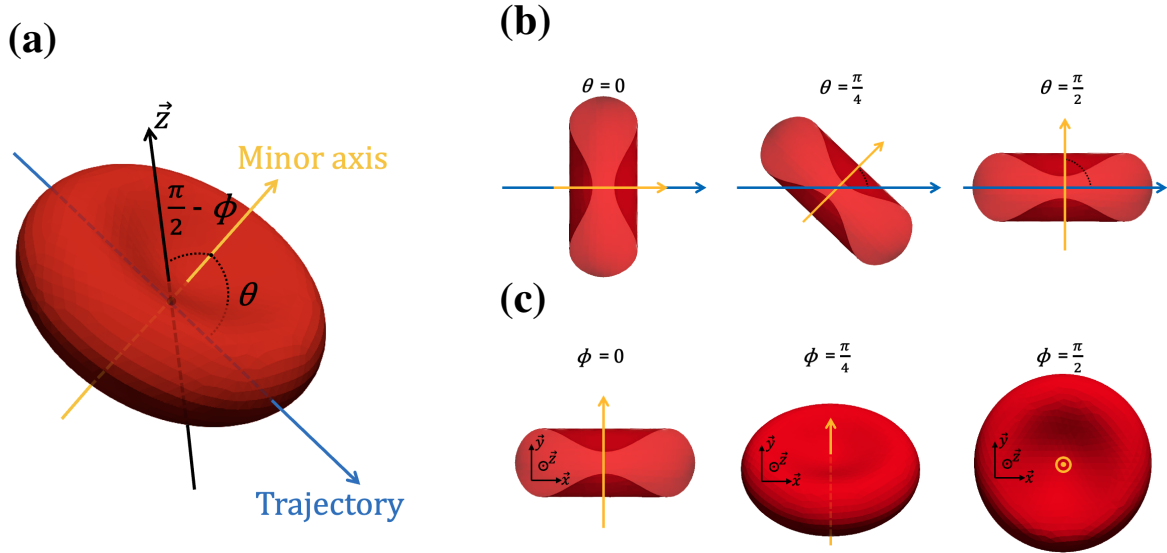 (a)
z⃗
Minor axis
π/2 - ϕ
θ
Trajectory
(b)
θ = 0
θ = π/4
θ = π/2
(c)
ϕ = 0
ϕ = π/4
ϕ = π/2
y⃗
z⃗
x⃗
y⃗
z⃗
x⃗
y⃗
z⃗
x⃗